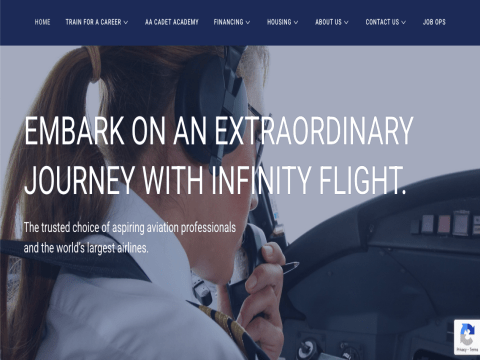 HOME TRAIN FOR A CAREER AA CADET ACADEMY FINANCING HOUSING ABOUT US CONTACT US JOB OPS
EMBARK ON AN EXTRAORDINARY
JOURNEY WITH INFINITY FLIGHT.
The trusted choice of aspiring aviation professionals
and the world's largest airlines.
Privacy - Terms